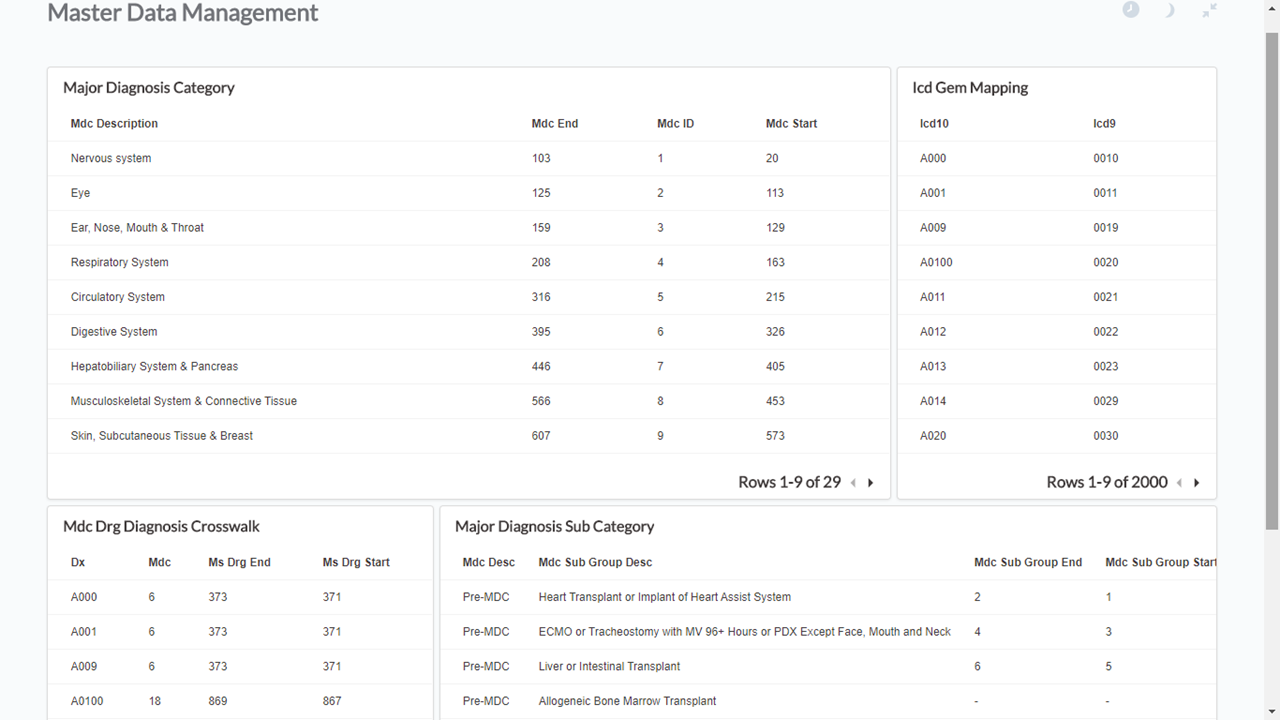 Master Data Management
Major Diagnosis Category
Mdc Description Mdc End Mdc ID Mdc Start
Nervous system 103 1 20
Eye 125 2 113
Ear, Nose, Mouth & Throat 159 3 129
Respiratory System 208 4 163
Circulatory System 316 5 215
Digestive System 395 6 326
Hepatobiliary System & Pancreas 446 7 405
Musculoskeletal System & Connective Tissue 566 8 453
Skin, Subcutaneous Tissue & Breast 607 9 573
Rows 1-9 of 29
Icd Gem Mapping
Icd10 Icd9
A000 0010
A001 0011
A009 0019
A0100 0020
A011 0021
A012 0022
A013 0023
A014 0029
A020 0030
Rows 1-9 of 2000
Mdc Drg Diagnosis Crosswalk
Dx Mdc Ms Drg End Ms Drg Start
A000 6 373 371
A001 6 373 371
A009 6 373 371
A0100 18 869 867
Major Diagnosis Sub Category
Mdc Desc Mdc Sub Group Desc Mdc Sub Group End Mdc Sub Group Start
Pre-MDC Heart Transplant or Implant of Heart Assist System 2 1
Pre-MDC ECMO or Tracheostomy with MV 96+ Hours or PDX Except Face, Mouth and Neck 4 3
Pre-MDC Liver or Intestinal Transplant 6 5
Pre-MDC Allogeneic Bone Marrow Transplant - -